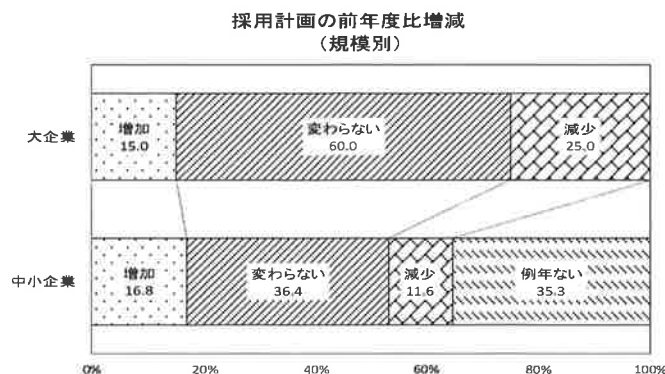 採用計画の前年度比増減
（規模別）
大企業
増加
15.0
変わらない
60.0
減少
25.0
中小企業
増加
16.8
変わらない
36.4
減少
11.6
例年ない
35.3
0%
20%
40%
60%
80%
100%